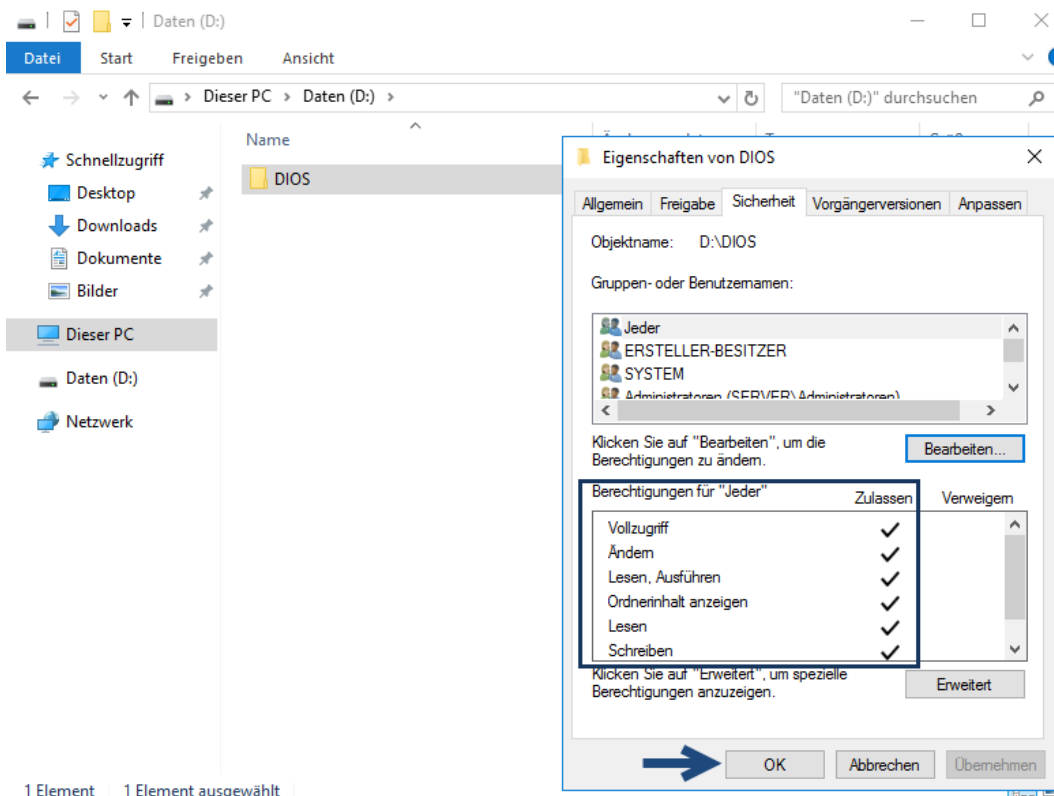 Daten (D:)
Datei Start Freigeben Ansicht
Dieser PC Daten (D:) "Daten (D:)" durchsuchen
Name
Schnellzugriff
Desktop
Downloads
Dokumente
Bilder
Dieser PC
Daten (D:)
Netzwerk
DIOS
Eigenschaften von DIOS
Allgemein Freigabe Sicherheit Vorgängerversionen Anpassen
Objektname: D:\DIOS
Gruppen- oder Benutzernamen:
Jeder
ERSTELLER-BESITZER
SYSTEM
Administratoren (SERVER\Administratoren)
Klicken Sie auf "Bearbeiten", um die
Berechtigungen zu ändern.
Bearbeiten...
Berechtigungen für "Jeder" Zulassen Verweigern
Vollzugriff
Ändern
Lesen, Ausführen
Ordnerinhalt anzeigen
Lesen
Schreiben
Klicken Sie auf "Erweitert", um spezielle
Berechtigungen anzuzeigen.
Erweitert
OK Abbrechen Übernehmen
1 Element 1 Element ausgewählt